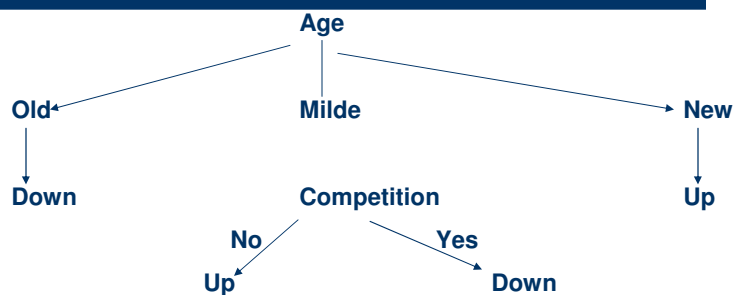 Age
Old Milde New
Down Competition Up
No Yes
Up Down